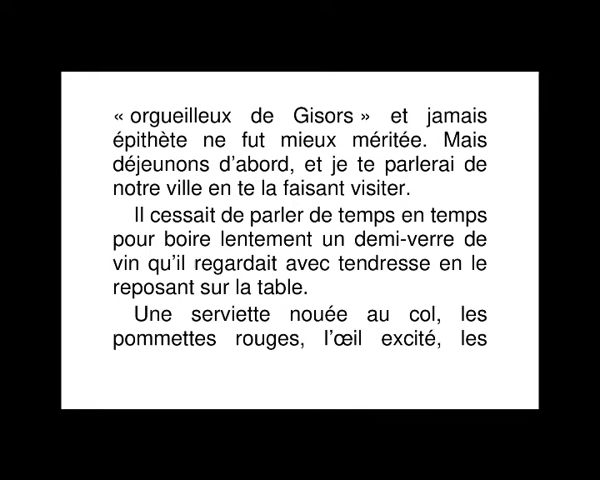 « orgueilleux de Gisors » et jamais
épithète ne fut mieux méritée. Mais
déjeunons d’abord, et je te parlerai de
notre ville en te la faisant visiter.
Il cessait de parler de temps en temps
pour boire lentement un demi-verre de
vin qu’il regardait avec tendresse en le
reposant sur la table.
Une serviette nouée au col, les
pommettes rouges, l’œil excité, les